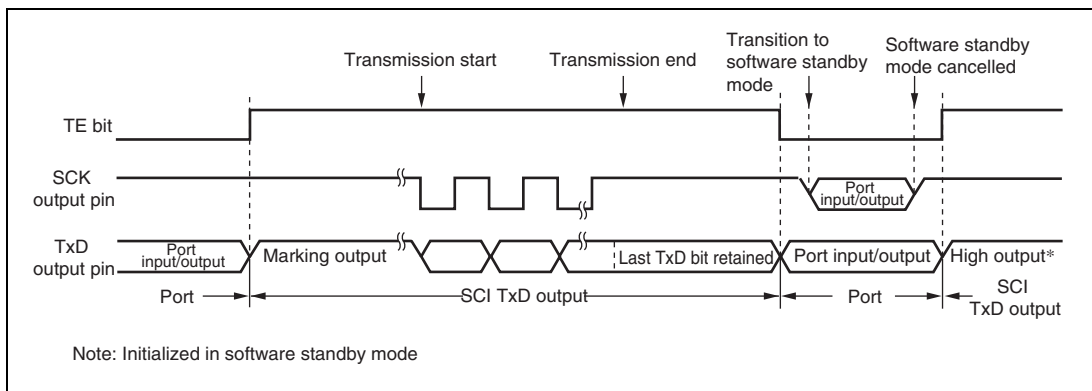 Transmission start
Transmission end
Transition to
software standby
mode
Software standby
mode cancelled
TE bit
SCK
output pin
Port
input/output
TxD
output pin
Port
input/output
Marking output
Last TxD bit retained
Port input/output
High output*
Port
SCI TxD output
Port
SCI
TxD output
Note: Initialized in software standby mode